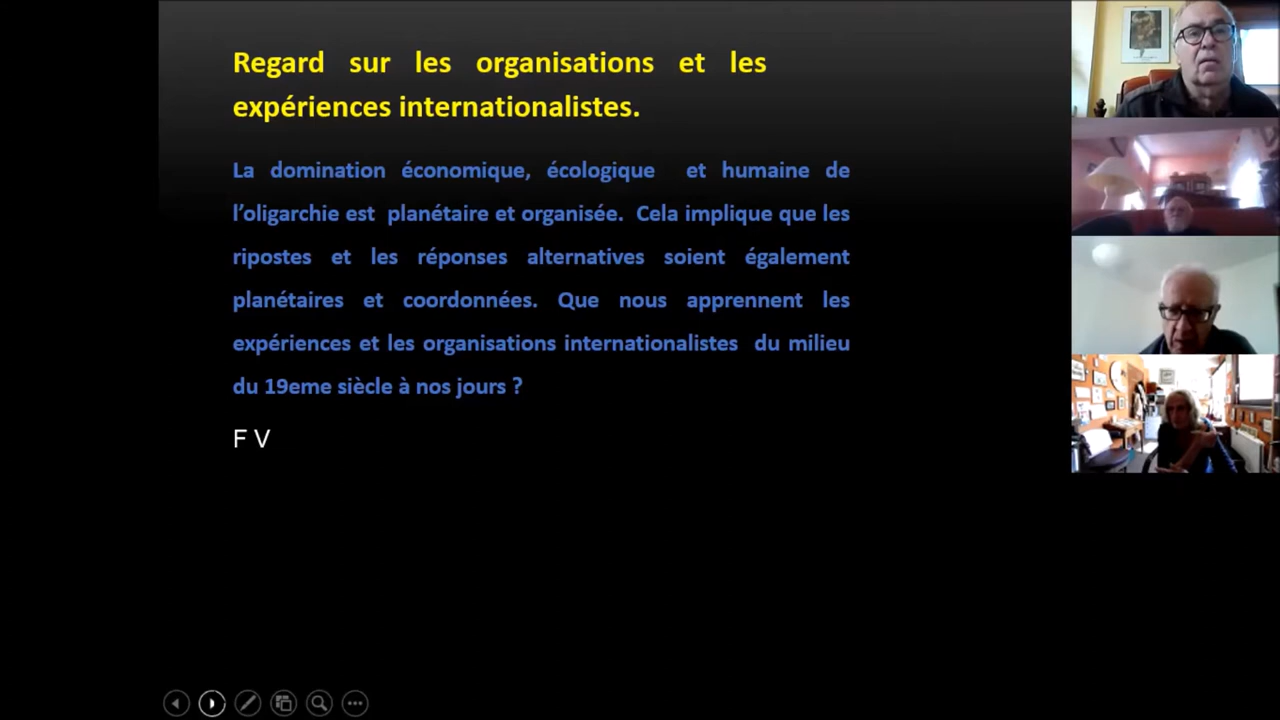 Regard sur les organisations et les
expériences internationalistes.
La domination économique, écologique et humaine de
l’oligarchie est planétaire et organisée. Cela implique que les
ripostes et les réponses alternatives soient également
planétaires et coordonnées. Que nous apprennent les
expériences et les organisations internationalistes du milieu
du 19eme siècle à nos jours ?
F V